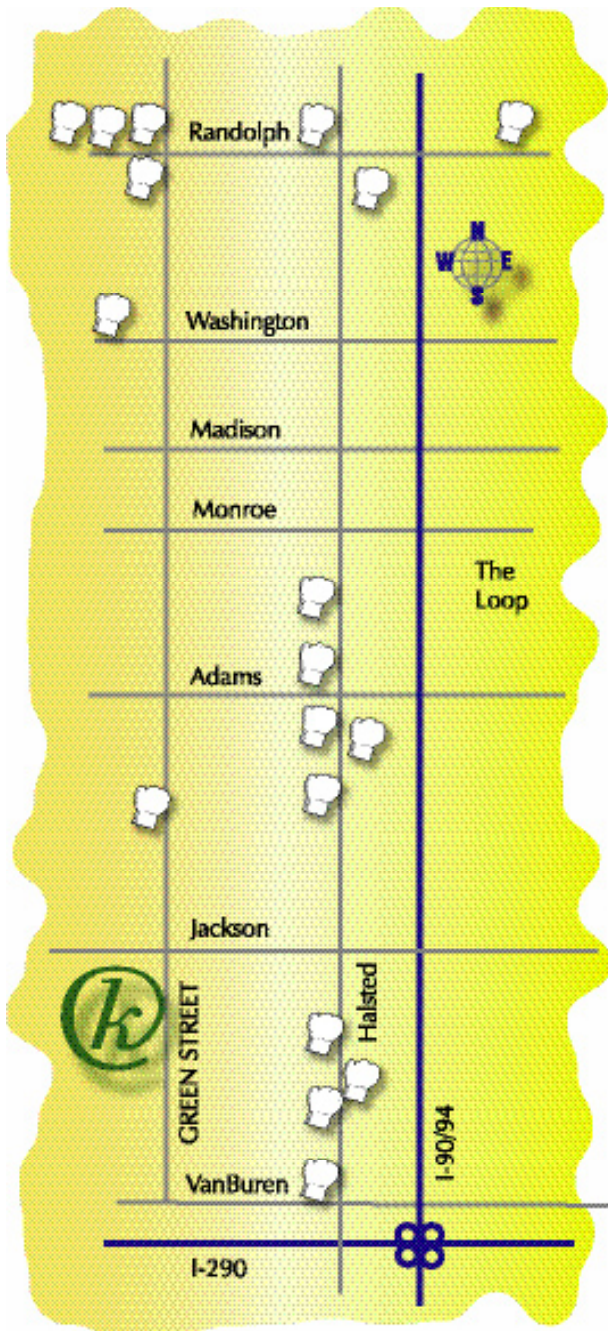 Randolph
N
W E
S
Washington
Madison
Monroe
The
Loop
Adams
Jackson
k
GREEN STREET
Halsted
I-90/94
VanBuren
I-290